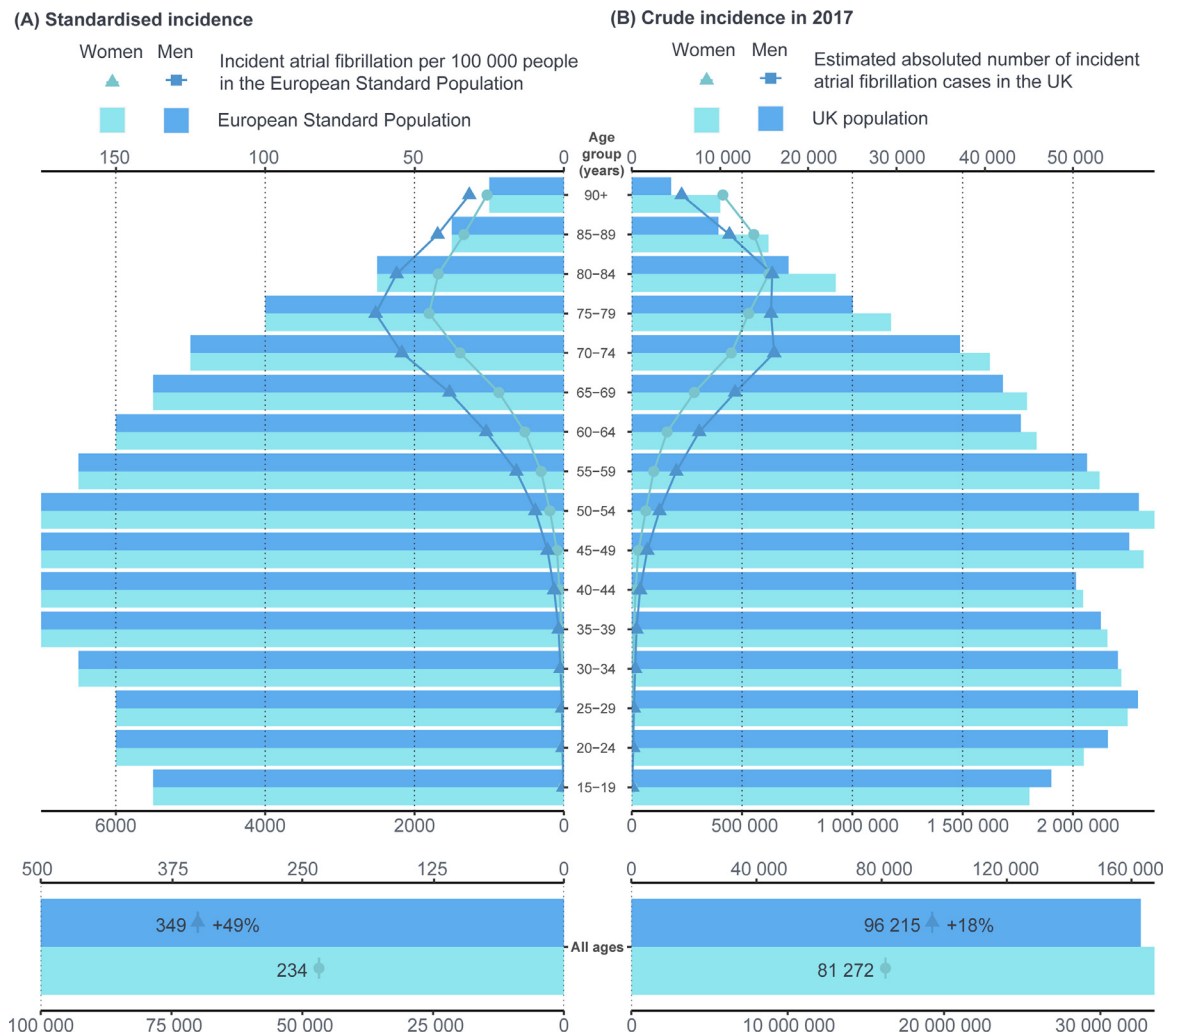 (A) Standardised incidence
Women Men
Incident atrial fibrillation per 100 000 people
in the European Standard Population
European Standard Population
150 100 50 0
(B) Crude incidence in 2017
Women Men
Estimated absoluted number of incident
atrial fibrillation cases in the UK
UK population
0 10 000 20 000 30 000 40 000 50 000
Age
group
(years)
90+
85–89
80–84
75–79
70–74
65–69
60–64
55–59
50–54
45–49
40–44
35–39
30–34
25–29
20–24
15–19
6000 4000 2000 0
0 500 000 1 000 000 1 500 000 2 000 000
500 375 250 125 0
0 40 000 80 000 120 000 160 000
349 +49%
234
All ages
96 215 +18%
81 272
100 000 75 000 50 000 25 000 0
0 10 000 000 20 000 000 30 000 000